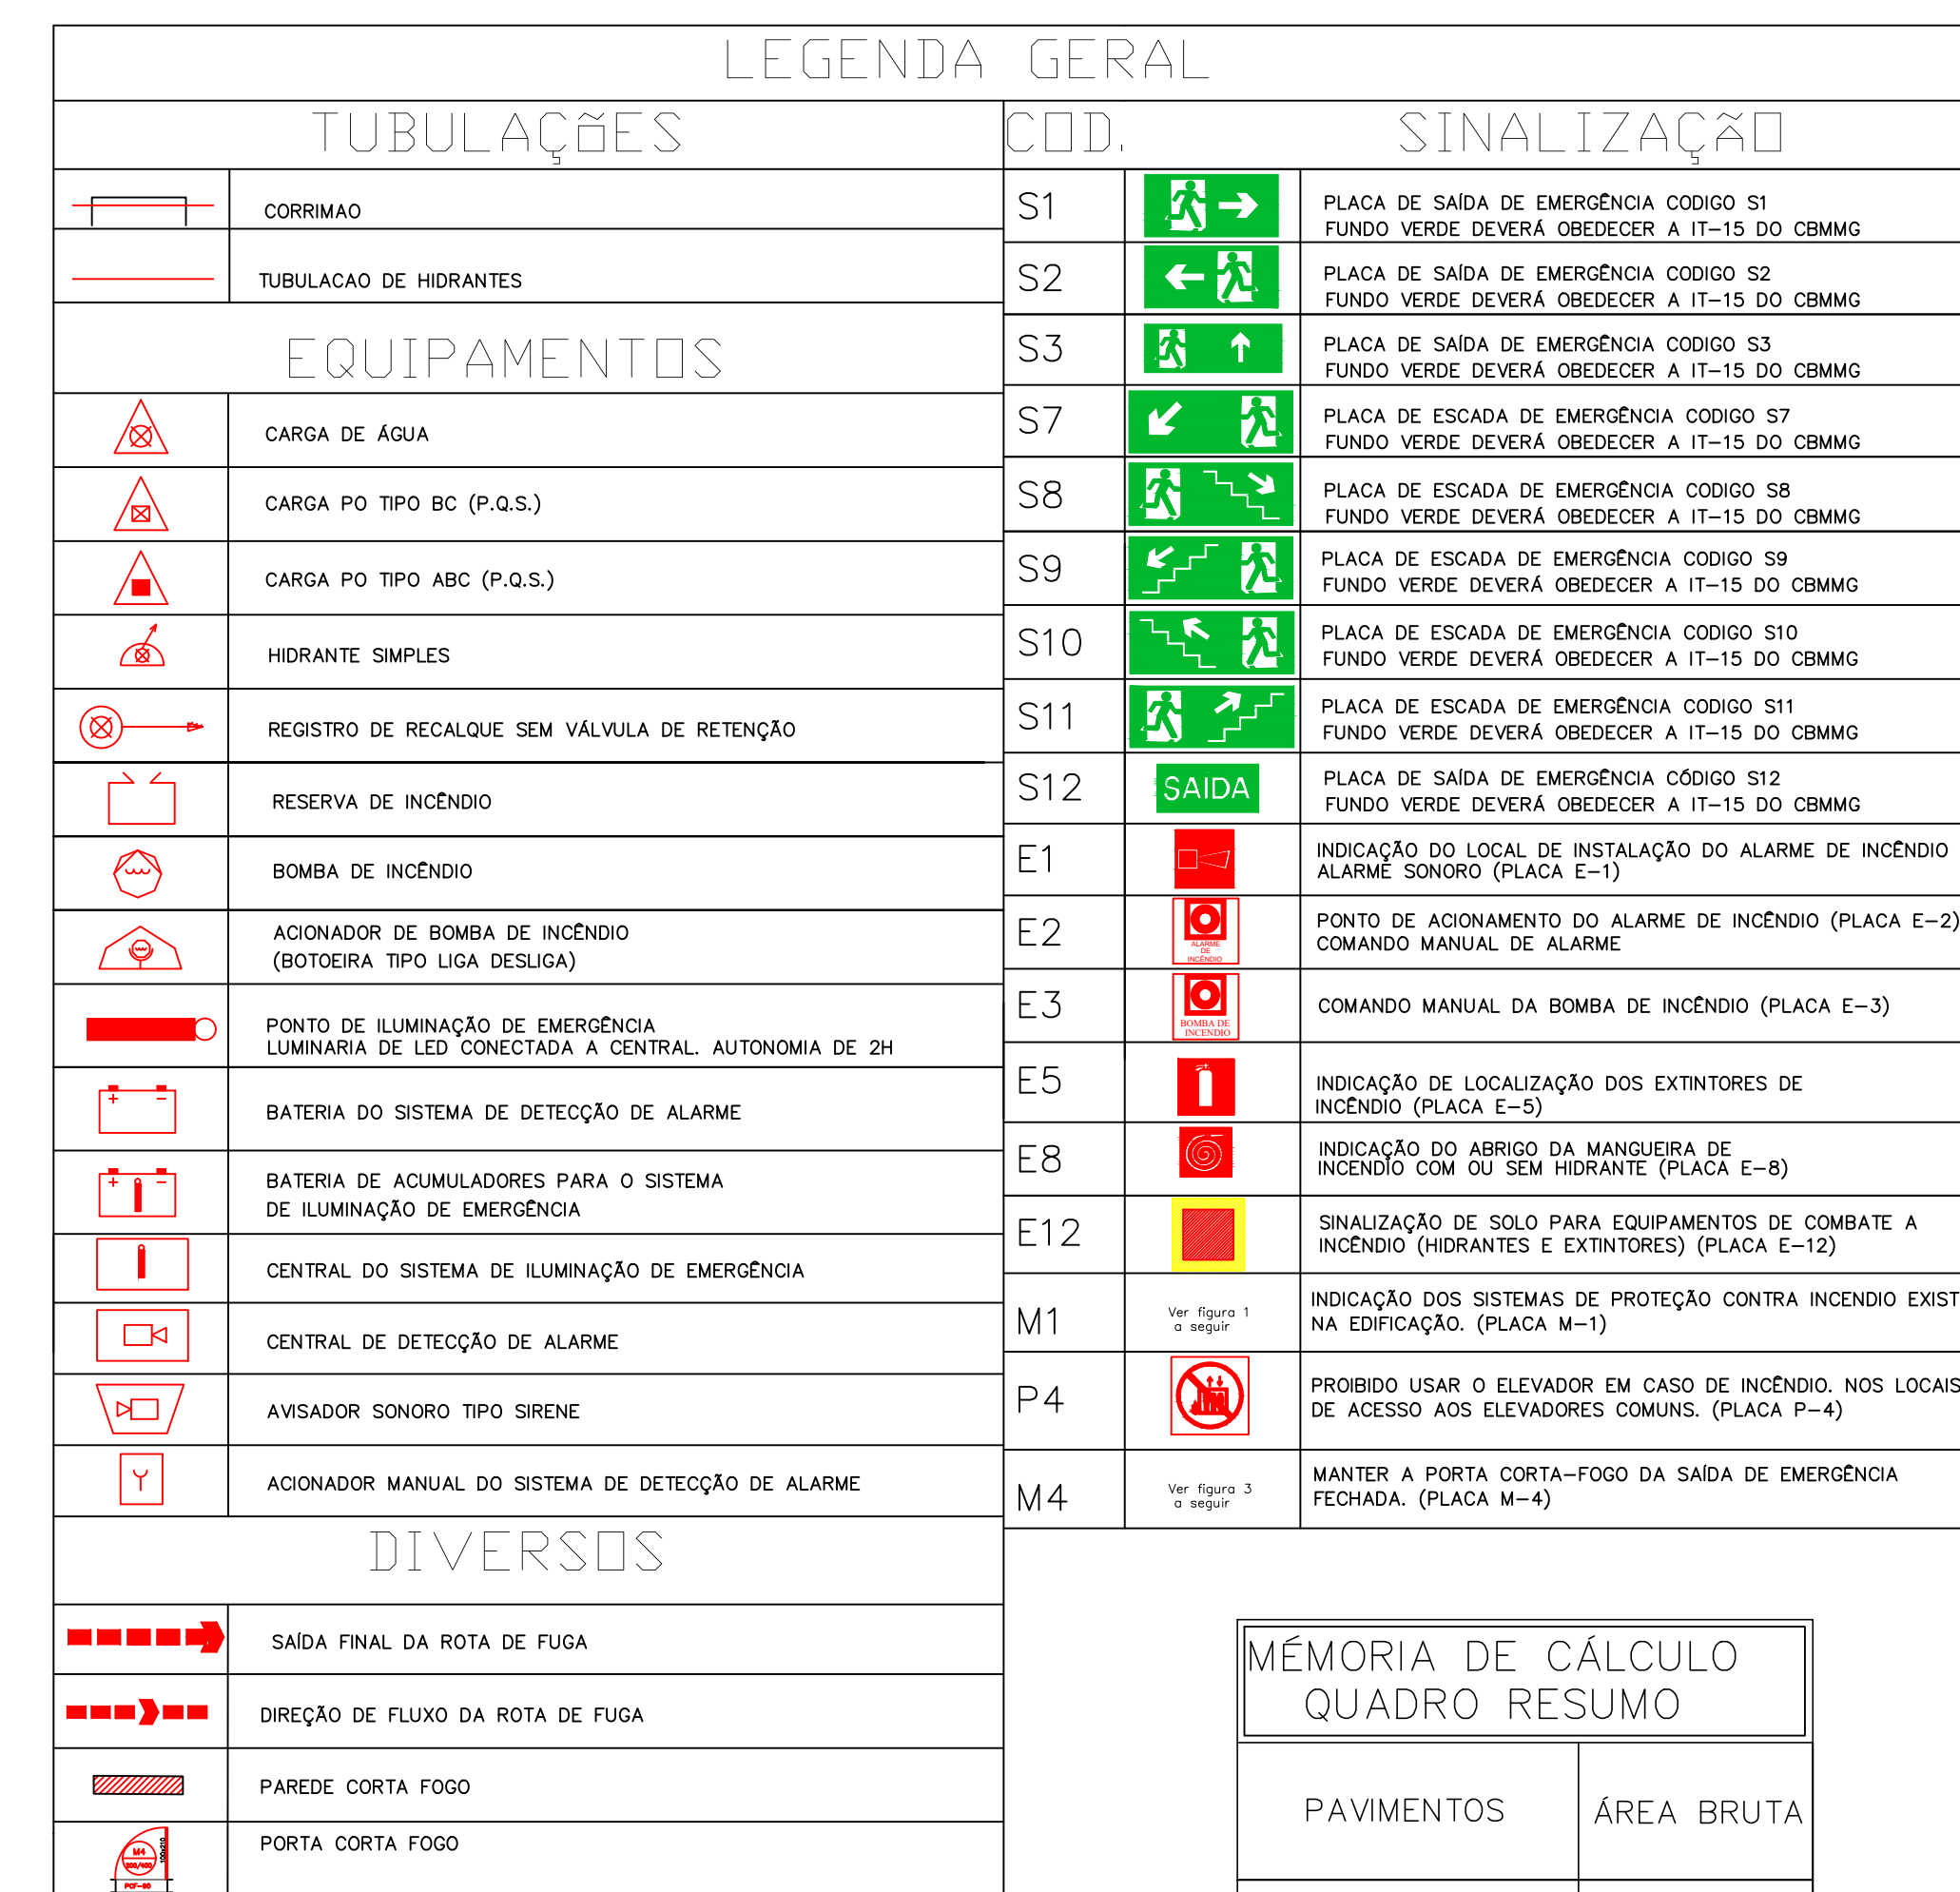 LEGENDA GERAL
TUBULAÇÕES
CORRIMAO
TUBULACAO DE HIDRANTES
EQUIPAMENTOS
CARGA DE ÁGUA
CARGA PO TIPO BC (P.Q.S.)
CARGA PO TIPO ABC (P.Q.S.)
HIDRANTE SIMPLES
REGISTRO DE RECALQUE SEM VÁLVULA DE RETENÇÃO
RESERVA DE INCÊNDIO
BOMBA DE INCÊNDIO
ACIONADOR DE BOMBA DE INCÊNDIO
(BOTOEIRA TIPO LIGA DESLIGA)
PONTO DE ILUMINAÇÃO DE EMERGÊNCIA
LUMINARIA DE LED CONECTADA A CENTRAL. AUTONOMIA DE 2H
+ −
BATERIA DO SISTEMA DE DETECÇÃO DE ALARME
+ −
BATERIA DE ACUMULADORES PARA O SISTEMA
DE ILUMINAÇÃO DE EMERGÊNCIA
CENTRAL DO SISTEMA DE ILUMINAÇÃO DE EMERGÊNCIA
CENTRAL DE DETECÇÃO DE ALARME
AVISADOR SONORO TIPO SIRENE
ACIONADOR MANUAL DO SISTEMA DE DETECÇÃO DE ALARME
DIVERSOS
SAÍDA FINAL DA ROTA DE FUGA
DIREÇÃO DE FLUXO DA ROTA DE FUGA
PAREDE CORTA FOGO
M4
200/400
100x210
PCF-90
PORTA CORTA FOGO
COD. SINALIZAÇÃO
S1
PLACA DE SAÍDA DE EMERGÊNCIA CODIGO S1
FUNDO VERDE DEVERÁ OBEDECER A IT-15 DO CBMMG
S2
PLACA DE SAÍDA DE EMERGÊNCIA CODIGO S2
FUNDO VERDE DEVERÁ OBEDECER A IT-15 DO CBMMG
S3
PLACA DE SAÍDA DE EMERGÊNCIA CODIGO S3
FUNDO VERDE DEVERÁ OBEDECER A IT-15 DO CBMMG
S7
PLACA DE ESCADA DE EMERGÊNCIA CODIGO S7
FUNDO VERDE DEVERÁ OBEDECER A IT-15 DO CBMMG
S8
PLACA DE ESCADA DE EMERGÊNCIA CODIGO S8
FUNDO VERDE DEVERÁ OBEDECER A IT-15 DO CBMMG
S9
PLACA DE ESCADA DE EMERGÊNCIA CODIGO S9
FUNDO VERDE DEVERÁ OBEDECER A IT-15 DO CBMMG
S10
PLACA DE ESCADA DE EMERGÊNCIA CODIGO S10
FUNDO VERDE DEVERÁ OBEDECER A IT-15 DO CBMMG
S11
PLACA DE ESCADA DE EMERGÊNCIA CODIGO S11
FUNDO VERDE DEVERÁ OBEDECER A IT-15 DO CBMMG
S12
SAIDA
PLACA DE SAÍDA DE EMERGÊNCIA CÓDIGO S12
FUNDO VERDE DEVERÁ OBEDECER A IT-15 DO CBMMG
E1
INDICAÇÃO DO LOCAL DE INSTALAÇÃO DO ALARME DE INCÊNDIO
ALARME SONORO (PLACA E-1)
E2
ALARME
DE
INCÊNDIO
PONTO DE ACIONAMENTO DO ALARME DE INCÊNDIO (PLACA E-2)
COMANDO MANUAL DE ALARME
E3
BOMBA DE
INCENDIO
COMANDO MANUAL DA BOMBA DE INCÊNDIO (PLACA E-3)
E5
INDICAÇÃO DE LOCALIZAÇÃO DOS EXTINTORES DE
INCÊNDIO (PLACA E-5)
E8
INDICAÇÃO DO ABRIGO DA MANGUEIRA DE
INCENDIO COM OU SEM HIDRANTE (PLACA E-8)
E12
SINALIZAÇÃO DE SOLO PARA EQUIPAMENTOS DE COMBATE A
INCÊNDIO (HIDRANTES E EXTINTORES) (PLACA E-12)
M1
Ver figura 1
a seguir
INDICAÇÃO DOS SISTEMAS DE PROTEÇÃO CONTRA INCENDIO EXIST
NA EDIFICAÇÃO. (PLACA M-1)
P4
PROIBIDO USAR O ELEVADOR EM CASO DE INCÊNDIO. NOS LOCAIS
DE ACESSO AOS ELEVADORES COMUNS. (PLACA P-4)
M4
Ver figura 3
a seguir
MANTER A PORTA CORTA-FOGO DA SAÍDA DE EMERGÊNCIA
FECHADA. (PLACA M-4)
MÉMORIA DE CÁLCULO
QUADRO RESUMO
PAVIMENTOS
ÁREA BRUTA